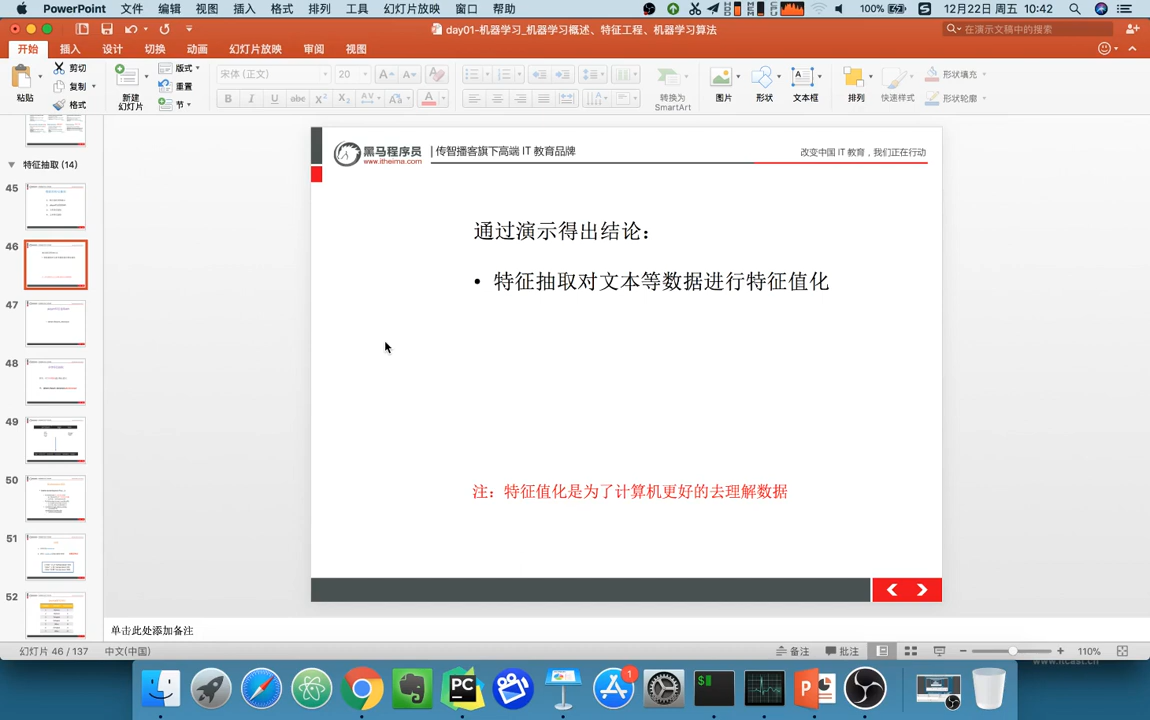 PowerPoint 文件 编辑 视图 插入 格式 工具 排列 幻灯片放映 窗口 帮助 100% 12月22日 周五 10:42
day01-机器学习_机器学习概述、特征工程、机器学习算法 在演示文稿中的搜索
开始 插入 设计 切换 动画 幻灯片放映 审阅 视图
粘贴 剪切 复制 格式 新建 幻灯片 版式 重置 节 宋体 (正文) 20 转换为 SmartArt 图片 形状 文本框 排列 快速样式 形状填充 形状轮廓
特征抽取 (14)
45
46
47
48
49
50
51
52
黑马程序员
www.itheima.com
传智播客旗下高端 IT 教育品牌
改变中国 IT 教育，我们正在行动
通过演示得出结论：
• 特征抽取对文本等数据进行特征值化
注：特征值化是为了计算机更好的去理解数据
单击此处添加备注
幻灯片 46 / 137 中文(中国) 备注 批注 110%
www.itcast.cn
PC
1